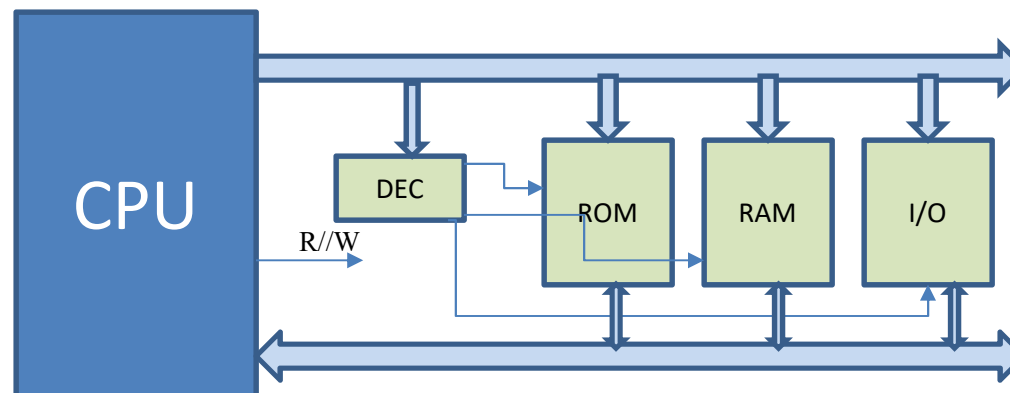 CPU
DEC
ROM
RAM
I/O
R//W